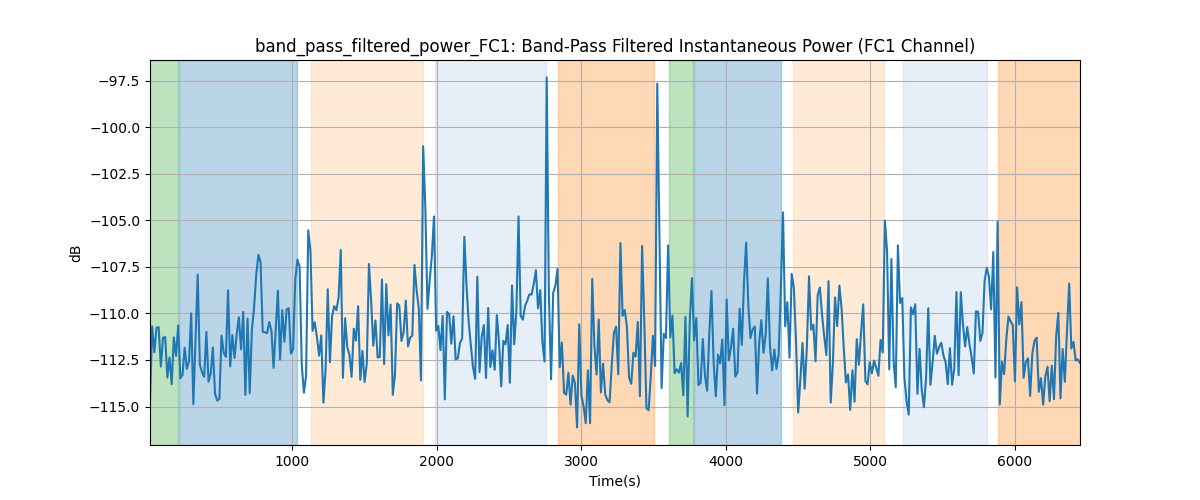 band_pass_filtered_power_FC1: Band-Pass Filtered Instantaneous Power (FC1 Channel)
−97.5
−100.0
−102.5
−105.0
−107.5
−110.0
−112.5
−115.0
dB
1000 2000 3000 4000 5000 6000
Time(s)